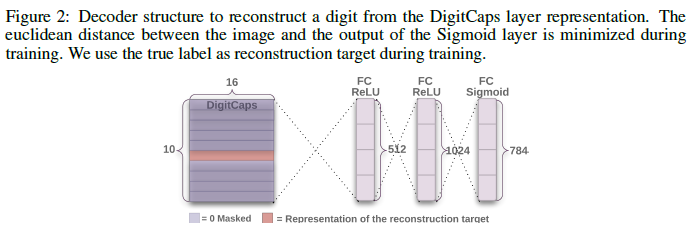 Figure 2: Decoder structure to reconstruct a digit from the DigitCaps layer representation. The
euclidean distance between the image and the output of the Sigmoid layer is minimized during
training. We use the true label as reconstruction target during training.
16
FC
ReLU
FC
ReLU
FC
Sigmoid
DigitCaps
10
512
1024
784
= 0 Masked
= Representation of the reconstruction target